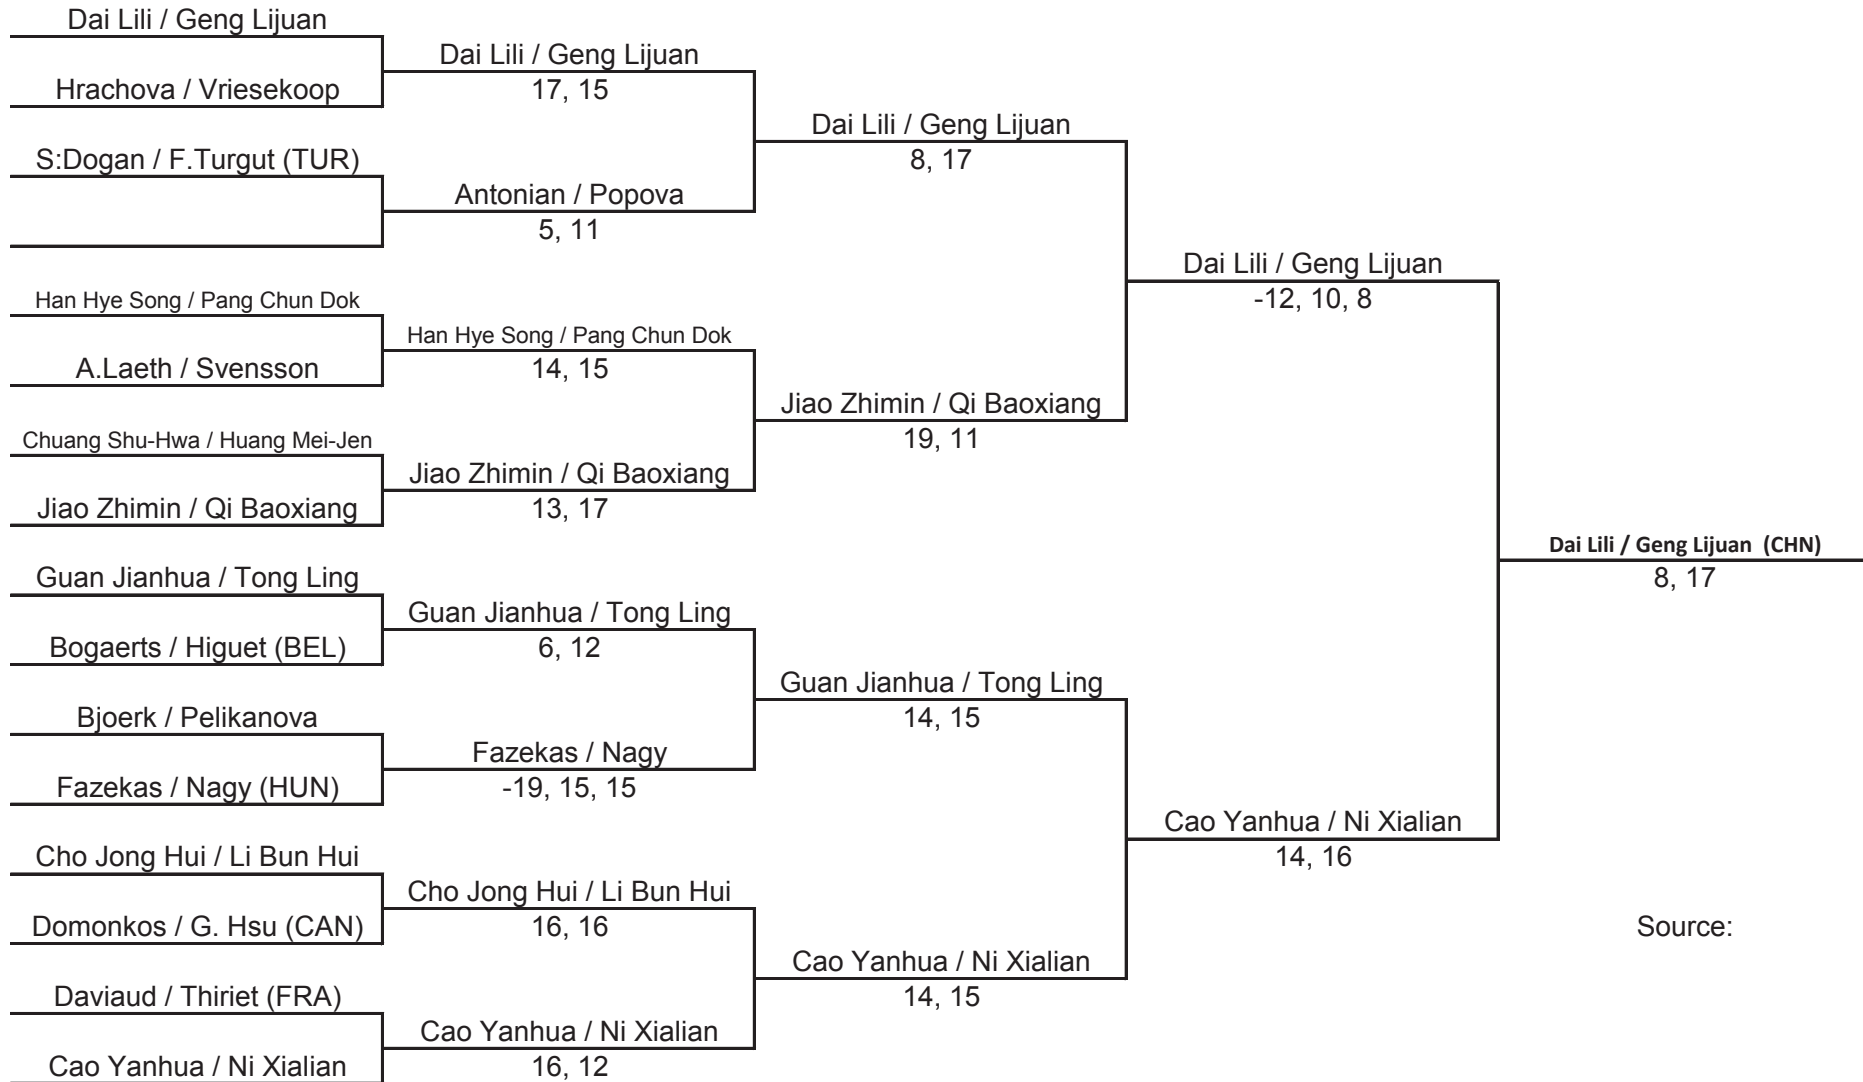 Dai Lili / Geng Lijuan
Hrachova / Vriesekoop
S:Dogan / F.Turgut (TUR)
Han Hye Song / Pang Chun Dok
A.Laeth / Svensson
Chuang Shu-Hwa / Huang Mei-Jen
Jiao Zhimin / Qi Baoxiang
Guan Jianhua / Tong Ling
Bogaerts / Higuet (BEL)
Bjoerk / Pelikanova
Fazekas / Nagy (HUN)
Cho Jong Hui / Li Bun Hui
Domonkos / G. Hsu (CAN)
Daviaud / Thiriet (FRA)
Cao Yanhua / Ni Xialian
Dai Lili / Geng Lijuan
17, 15
Antonian / Popova
5, 11
Han Hye Song / Pang Chun Dok
14, 15
Jiao Zhimin / Qi Baoxiang
13, 17
Guan Jianhua / Tong Ling
6, 12
Fazekas / Nagy
-19, 15, 15
Cho Jong Hui / Li Bun Hui
16, 16
Cao Yanhua / Ni Xialian
16, 12
Dai Lili / Geng Lijuan
8, 17
Jiao Zhimin / Qi Baoxiang
19, 11
Guan Jianhua / Tong Ling
14, 15
Cao Yanhua / Ni Xialian
14, 15
Dai Lili / Geng Lijuan
-12, 10, 8
Cao Yanhua / Ni Xialian
14, 16
Dai Lili / Geng Lijuan (CHN)
8, 17
Source: